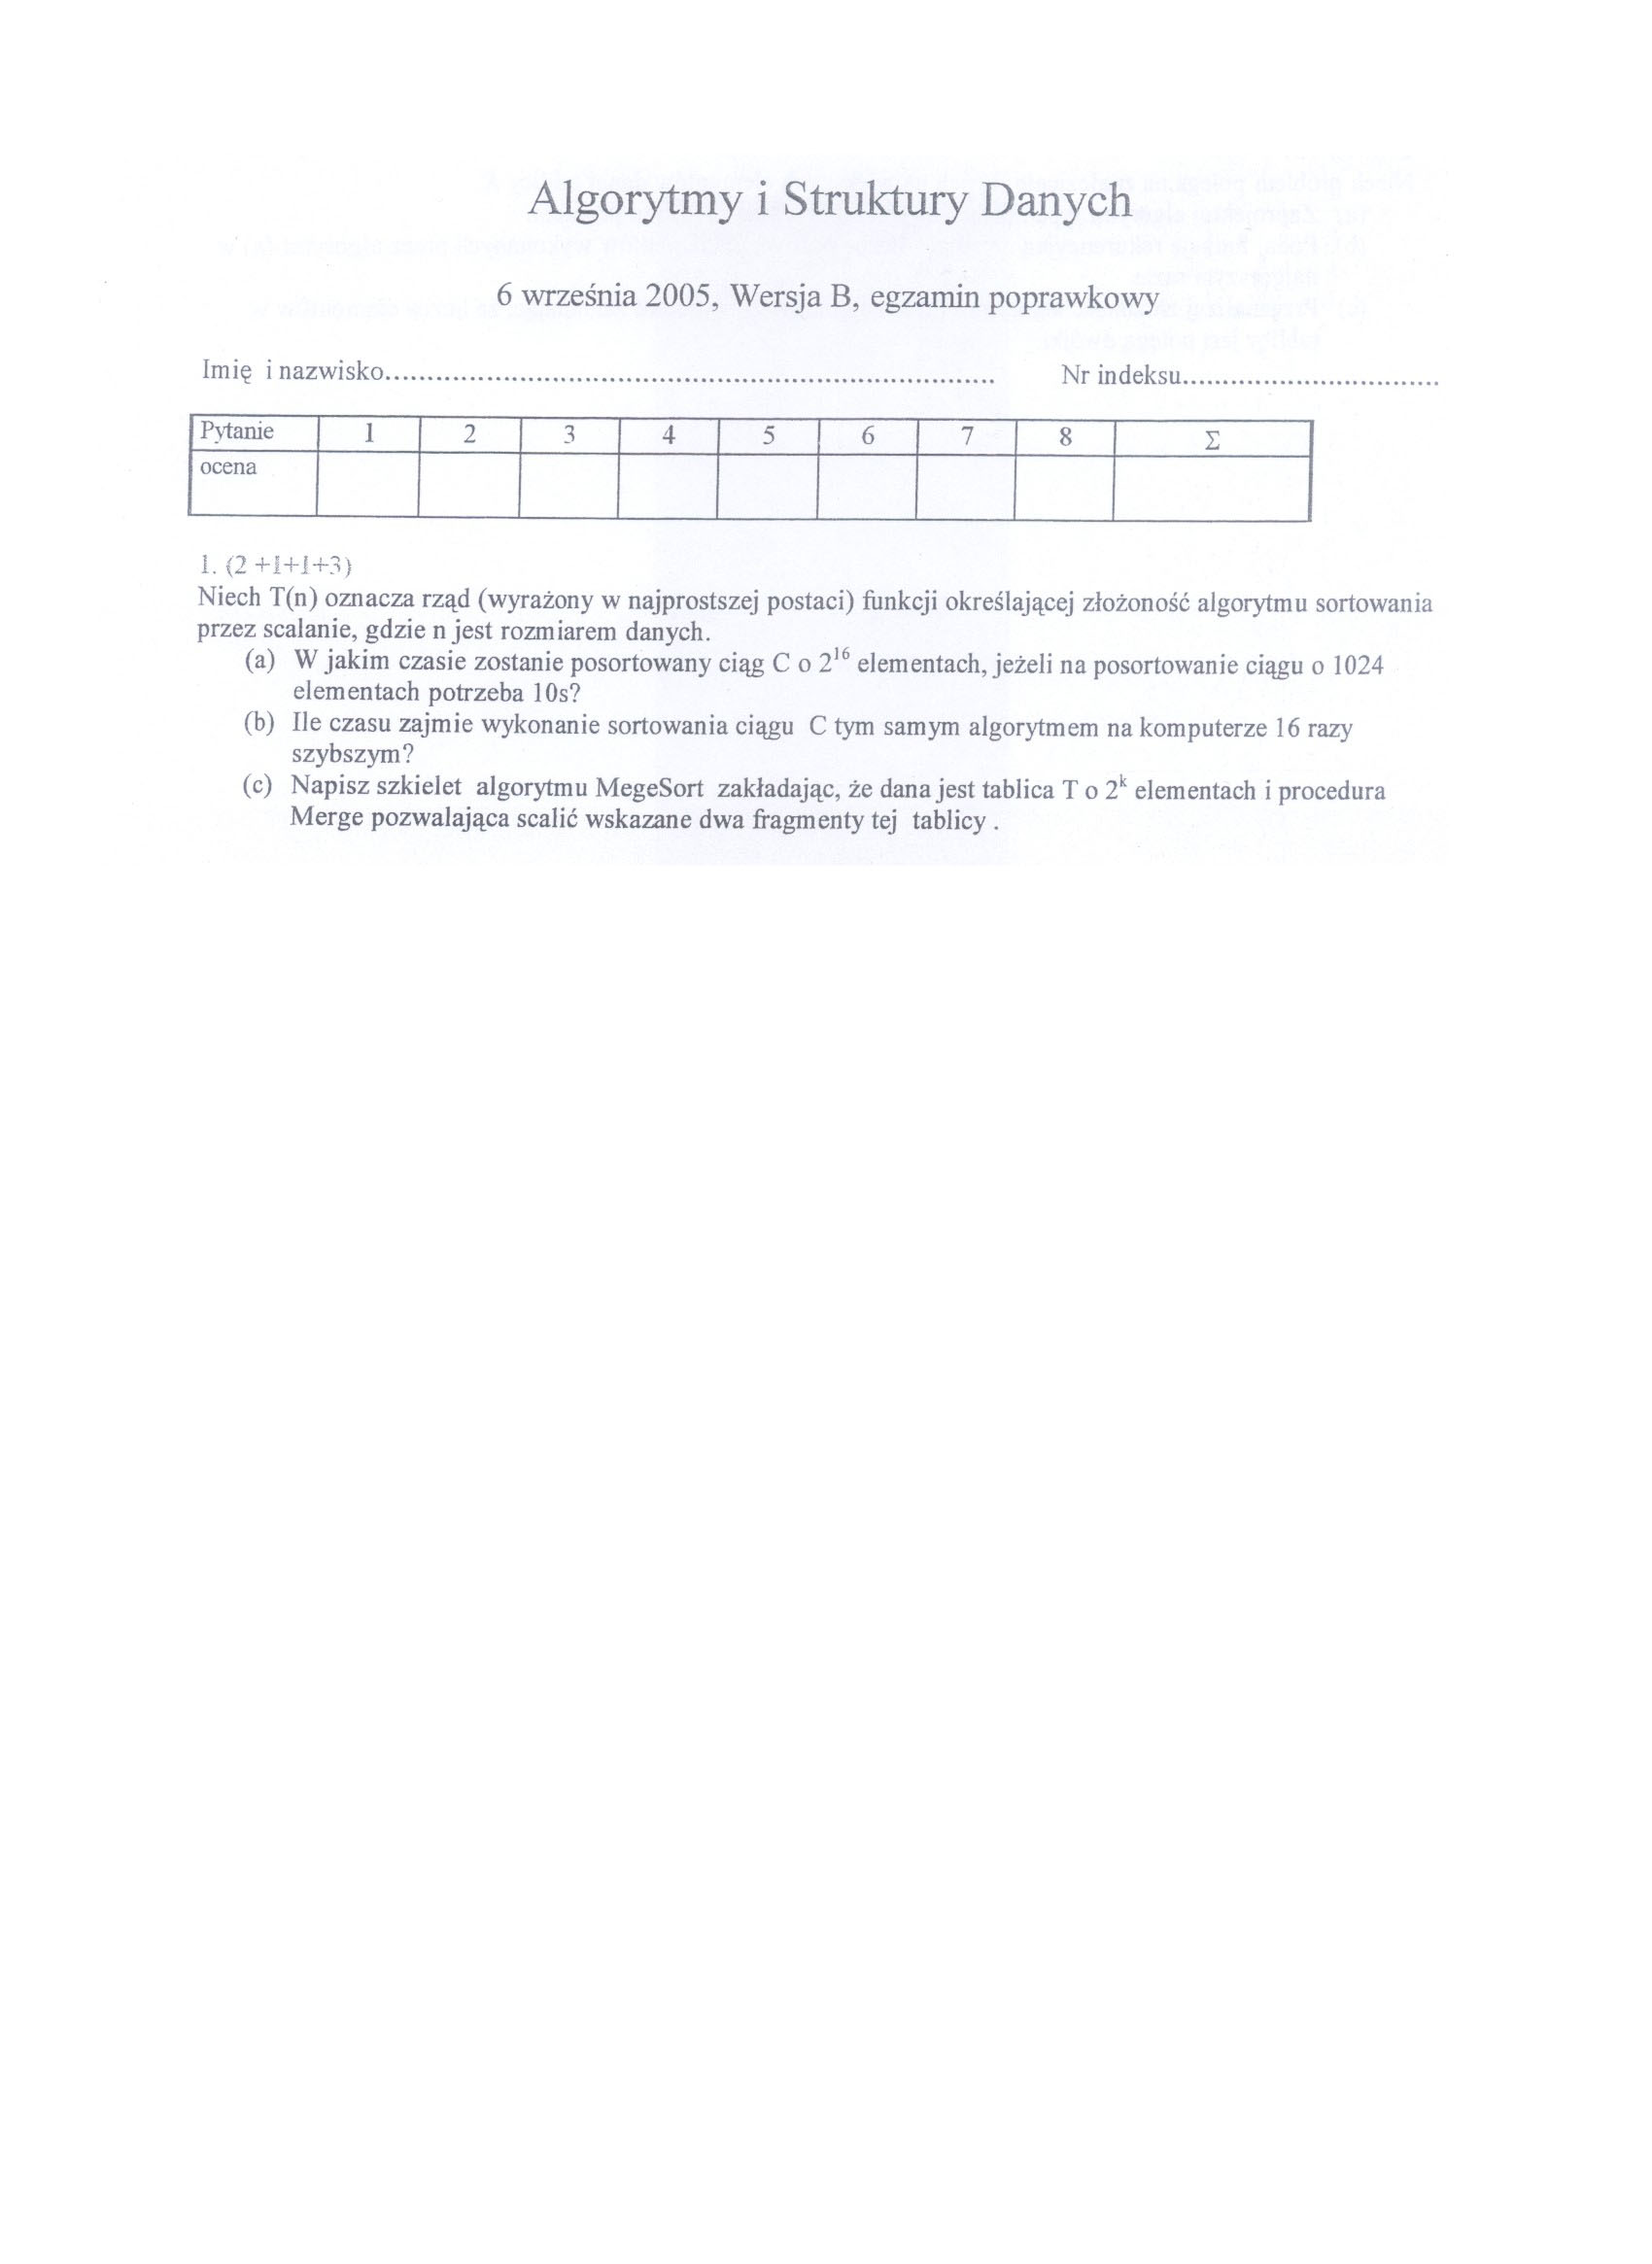 Algorytmy i Struktury Danych
6 września 2005, Wersja B, egzamin poprawkowy
Imię i nazwisko.......................................................................... Nr indeksu...............................
Pytanie 1 2 3 4 5 6 7 8 Σ
ocena
1. (2 +1+1+3)
Niech T(n) oznacza rząd (wyrażony w najprostszej postaci) funkcji określającej złożoność algorytmu sortowania
przez scalanie, gdzie n jest rozmiarem danych.
(a) W jakim czasie zostanie posortowany ciąg C o 2¹⁶ elementach, jeżeli na posortowanie ciągu o 1024
elementach potrzeba 10s?
(b) Ile czasu zajmie wykonanie sortowania ciągu C tym samym algorytmem na komputerze 16 razy
szybszym?
(c) Napisz szkielet algorytmu MegeSort zakładając, że dana jest tablica T o 2ᵏ elementach i procedura
Merge pozwalająca scalić wskazane dwa fragmenty tej tablicy .